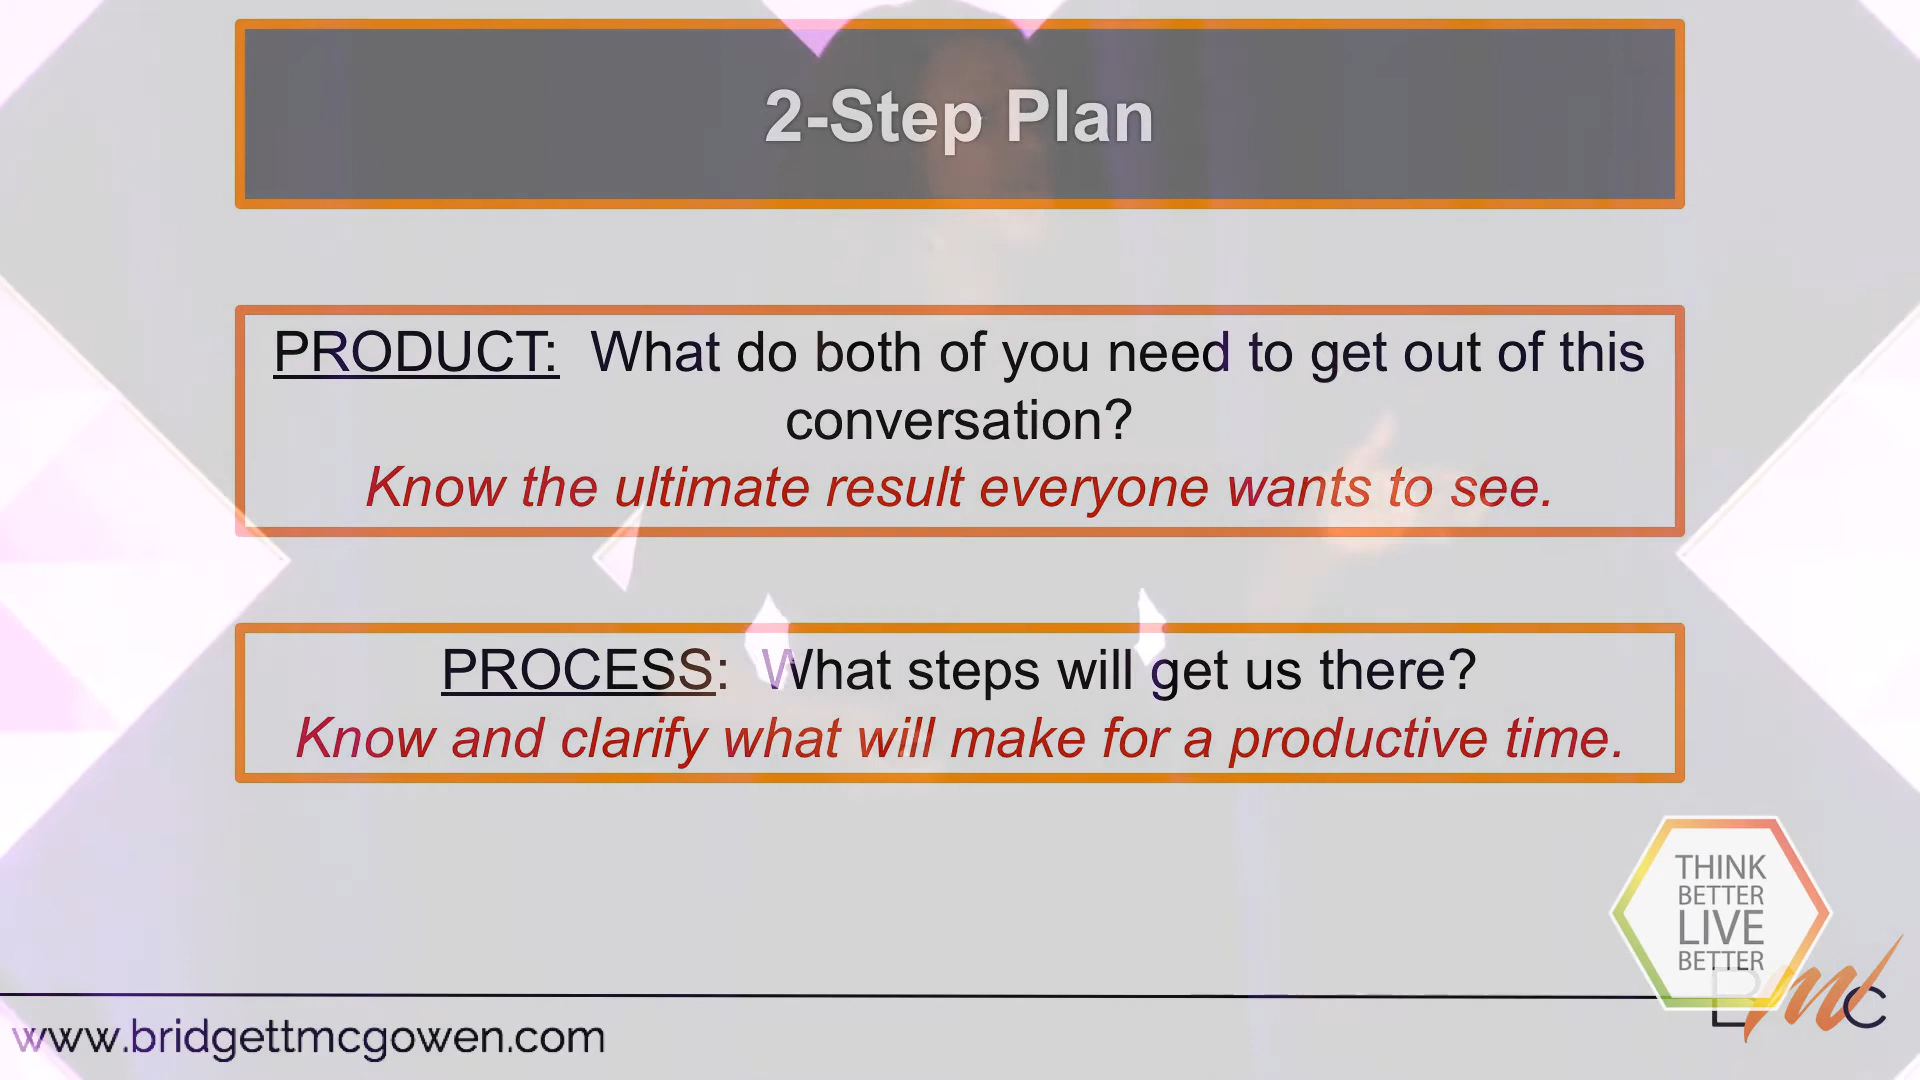 2-Step Plan
PRODUCT:  What do both of you need to get out of this
conversation?
Know the ultimate result everyone wants to see.
PROCESS:  What steps will get us there?
Know and clarify what will make for a productive time.
THINK
BETTER
LIVE
BETTER
BmC
www.bridgettmcgowen.com